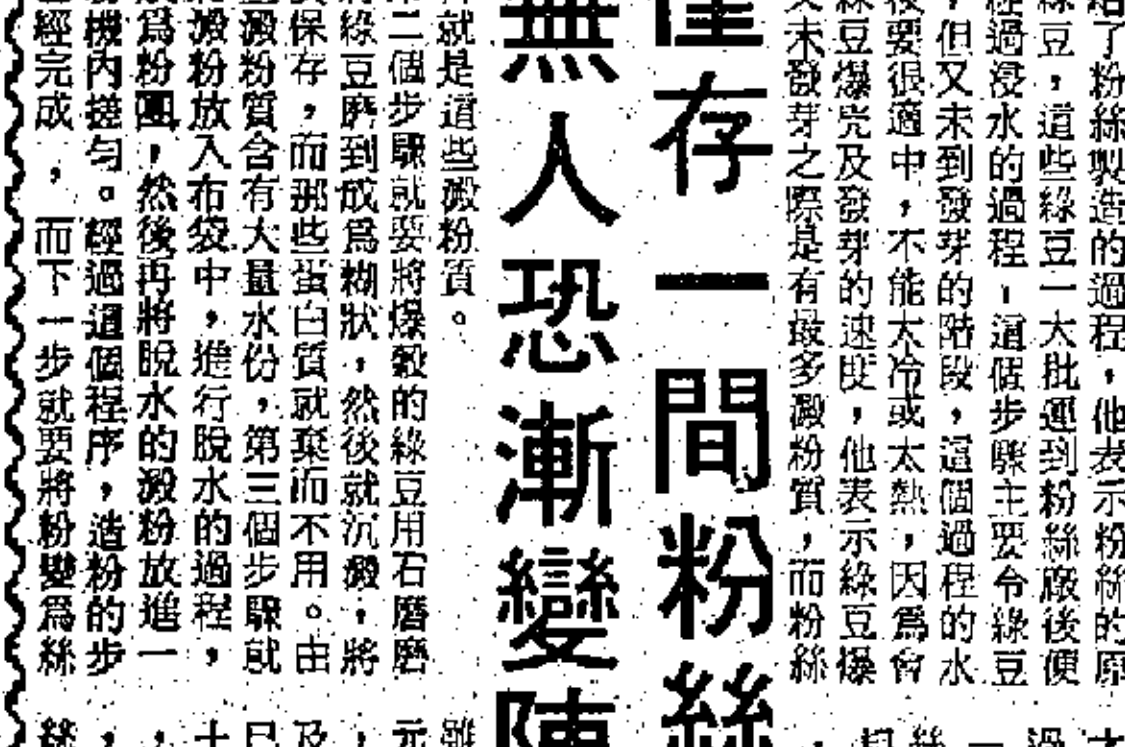 紹了粉絲製造的過程，他表示粉絲的原
綠豆，這些綠豆一大批運到粉絲廠後便
經過浸水的過程，這個步驟主要令綠豆
，但又未到發芽的階段，這個過程的水
後要很適中，不能太冷或太熱，因為會
綠豆爆完及發芽的速度，他表示綠豆爆
又未發芽之際是有最多澱粉質，而粉絲
僅存一間粉絲
無人恐漸變陳
就是這些澱粉質。
第二個步驟就要將爆殼的綠豆用石磨磨
將綠豆磨到成為糊狀，然後就沉澱，將
保存，而那些蛋白質就棄而不用。由
澱粉質含有大量水份，第三個步驟就
澱粉放入布袋中，進行脫水的過程，
成為粉團，然後再將脫水的澱粉放進一
機內搓勻。經過這個程序，造粉的步
經完成，而下一步就要將粉變為絲